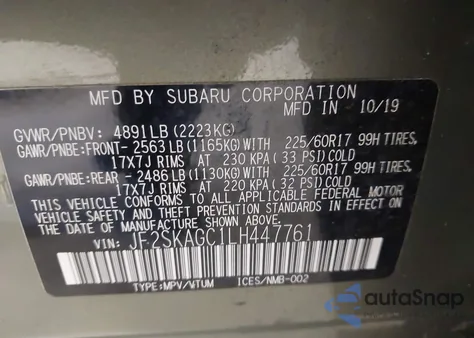 MFD BY SUBARU CORPORATION
MFD IN 10/19
GVWR/PNBV: 4891LB (2223KG)
GAWR/PNBE:FRONT- 2563LB (1165KG)WITH 225/60R17 99H TIRES,
17X7J RIMS AT 230 KPA (33 PSI)COLD
GAWR/PNBE:REAR - 2486LB (1130KG)WITH 225/60R17 99H TIRES,
17X7J RIMS AT 220 KPA (32 PSI)COLD
THIS VEHICLE CONFORMS TO ALL APPLICABLE FEDERAL MOTOR
VEHICLE SAFETY AND THEFT PREVENTION STANDARDS IN EFFECT
ON THE DATE OF MANUFACTURE SHOWN ABOVE.
VIN: JF2SKAGC1LH447761
TYPE:MPV/VTUM ICES/NMB-002
autoSnap